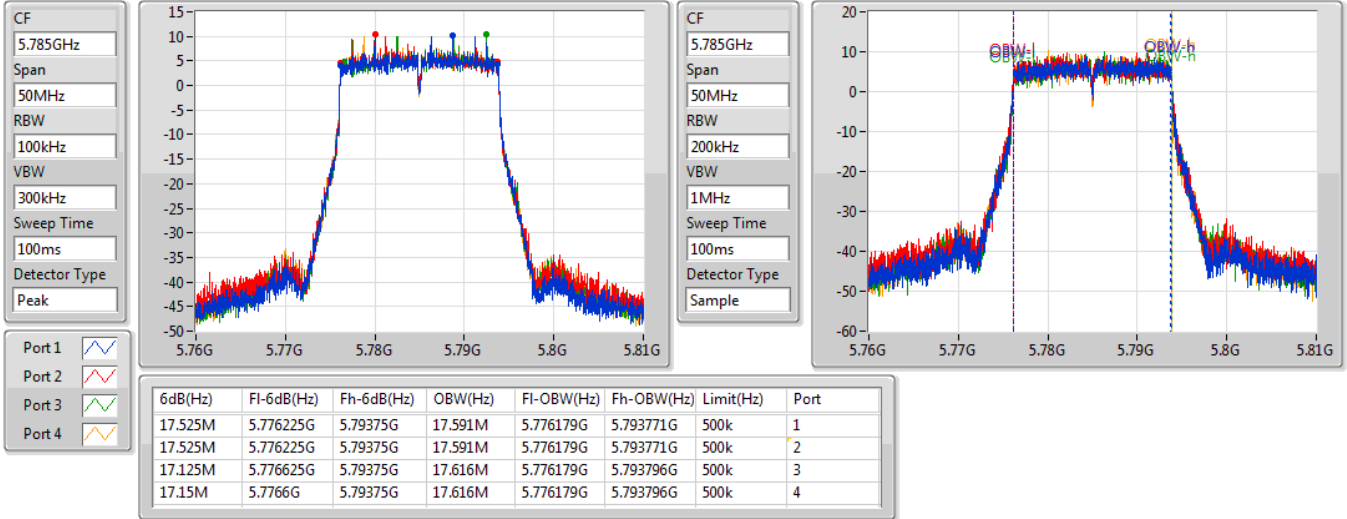 CF
5.785GHz
Span
50MHz
RBW
100kHz
VBW
300kHz
Sweep Time
100ms
Detector Type
Peak
15
10
5
0
-5
-10
-15
-20
-25
-30
-35
-40
-45
-50
5.76G 5.77G 5.78G 5.79G 5.8G 5.81G
CF
5.785GHz
Span
50MHz
RBW
200kHz
VBW
1MHz
Sweep Time
100ms
Detector Type
Sample
20
10
0
-10
-20
-30
-40
-50
-60
OBW-l OBW-h
OBW-l OBW-h
5.76G 5.77G 5.78G 5.79G 5.8G 5.81G
Port 1
Port 2
Port 3
Port 4
6dB(Hz) Fl-6dB(Hz) Fh-6dB(Hz) OBW(Hz) Fl-OBW(Hz) Fh-OBW(Hz) Limit(Hz) Port
17.525M 5.776225G 5.79375G 17.591M 5.776179G 5.793771G 500k 1
17.525M 5.776225G 5.79375G 17.591M 5.776179G 5.793771G 500k 2
17.125M 5.776625G 5.79375G 17.616M 5.776179G 5.793796G 500k 3
17.15M 5.7766G 5.79375G 17.616M 5.776179G 5.793796G 500k 4